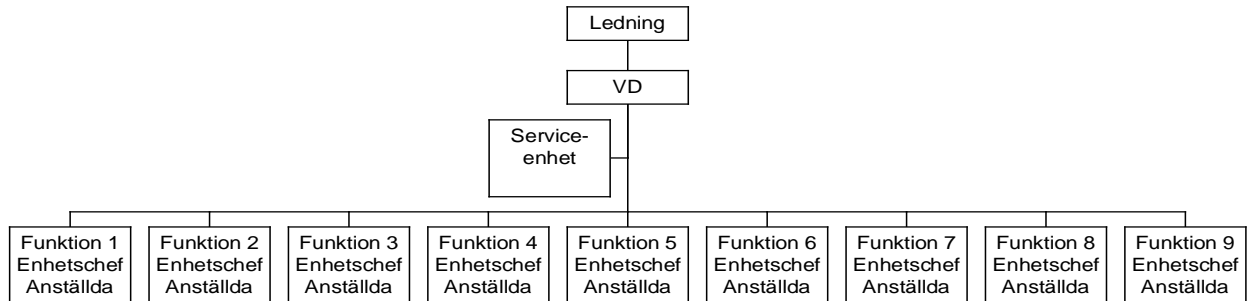 Ledning
VD
Service-
enhet
Funktion 1
Enhetschef
Anställda
Funktion 2
Enhetschef
Anställda
Funktion 3
Enhetschef
Anställda
Funktion 4
Enhetschef
Anställda
Funktion 5
Enhetschef
Anställda
Funktion 6
Enhetschef
Anställda
Funktion 7
Enhetschef
Anställda
Funktion 8
Enhetschef
Anställda
Funktion 9
Enhetschef
Anställda